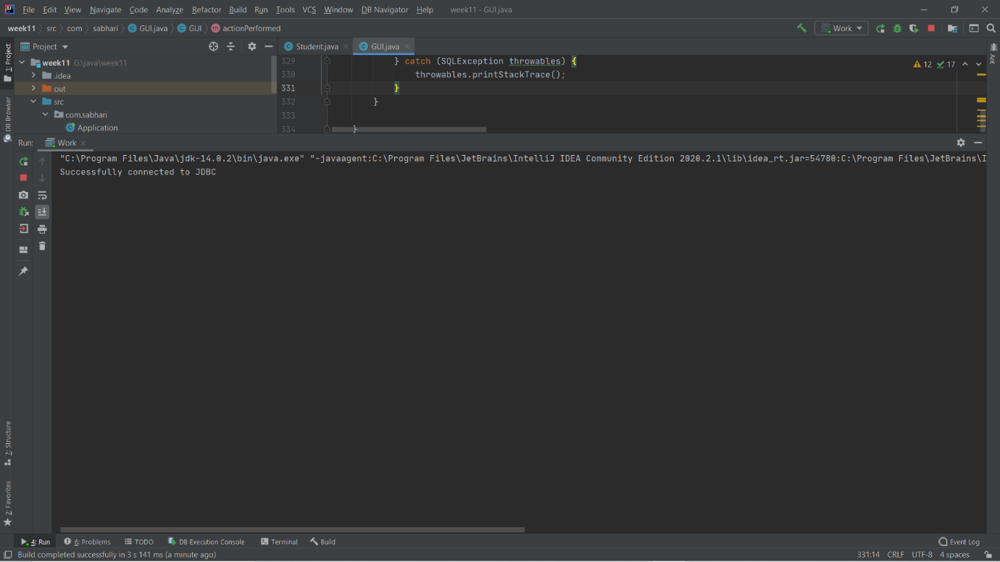 File Edit View Navigate Code Analyze Refactor Build Run Tools VCS Window DB Navigator Help week11 - GUI.java
week11 src com sabhari GUI.java GUI actionPerformed Work
1: Project
DB Browser
7: Structure
2: Favorites
Project
week11 G:\java\week11
.idea
out
src
com.sabhari
Application
Student.java GUI.java
329 } catch (SQLException throwables) {
330 throwables.printStackTrace();
331 }
332 }
333
334 }
12 17
Ant
Run: Work
"C:\Program Files\Java\jdk-14.0.2\bin\java.exe" "-javaagent:C:\Program Files\JetBrains\IntelliJ IDEA Community Edition 2020.2.1\lib\idea_rt.jar=54780:C:\Program Files\JetBrains\I
Successfully connected to JDBC
4: Run 6: Problems TODO DB Execution Console Terminal Build Event Log
Build completed successfully in 3 s 141 ms (a minute ago) 331:14 CRLF UTF-8 4 spaces